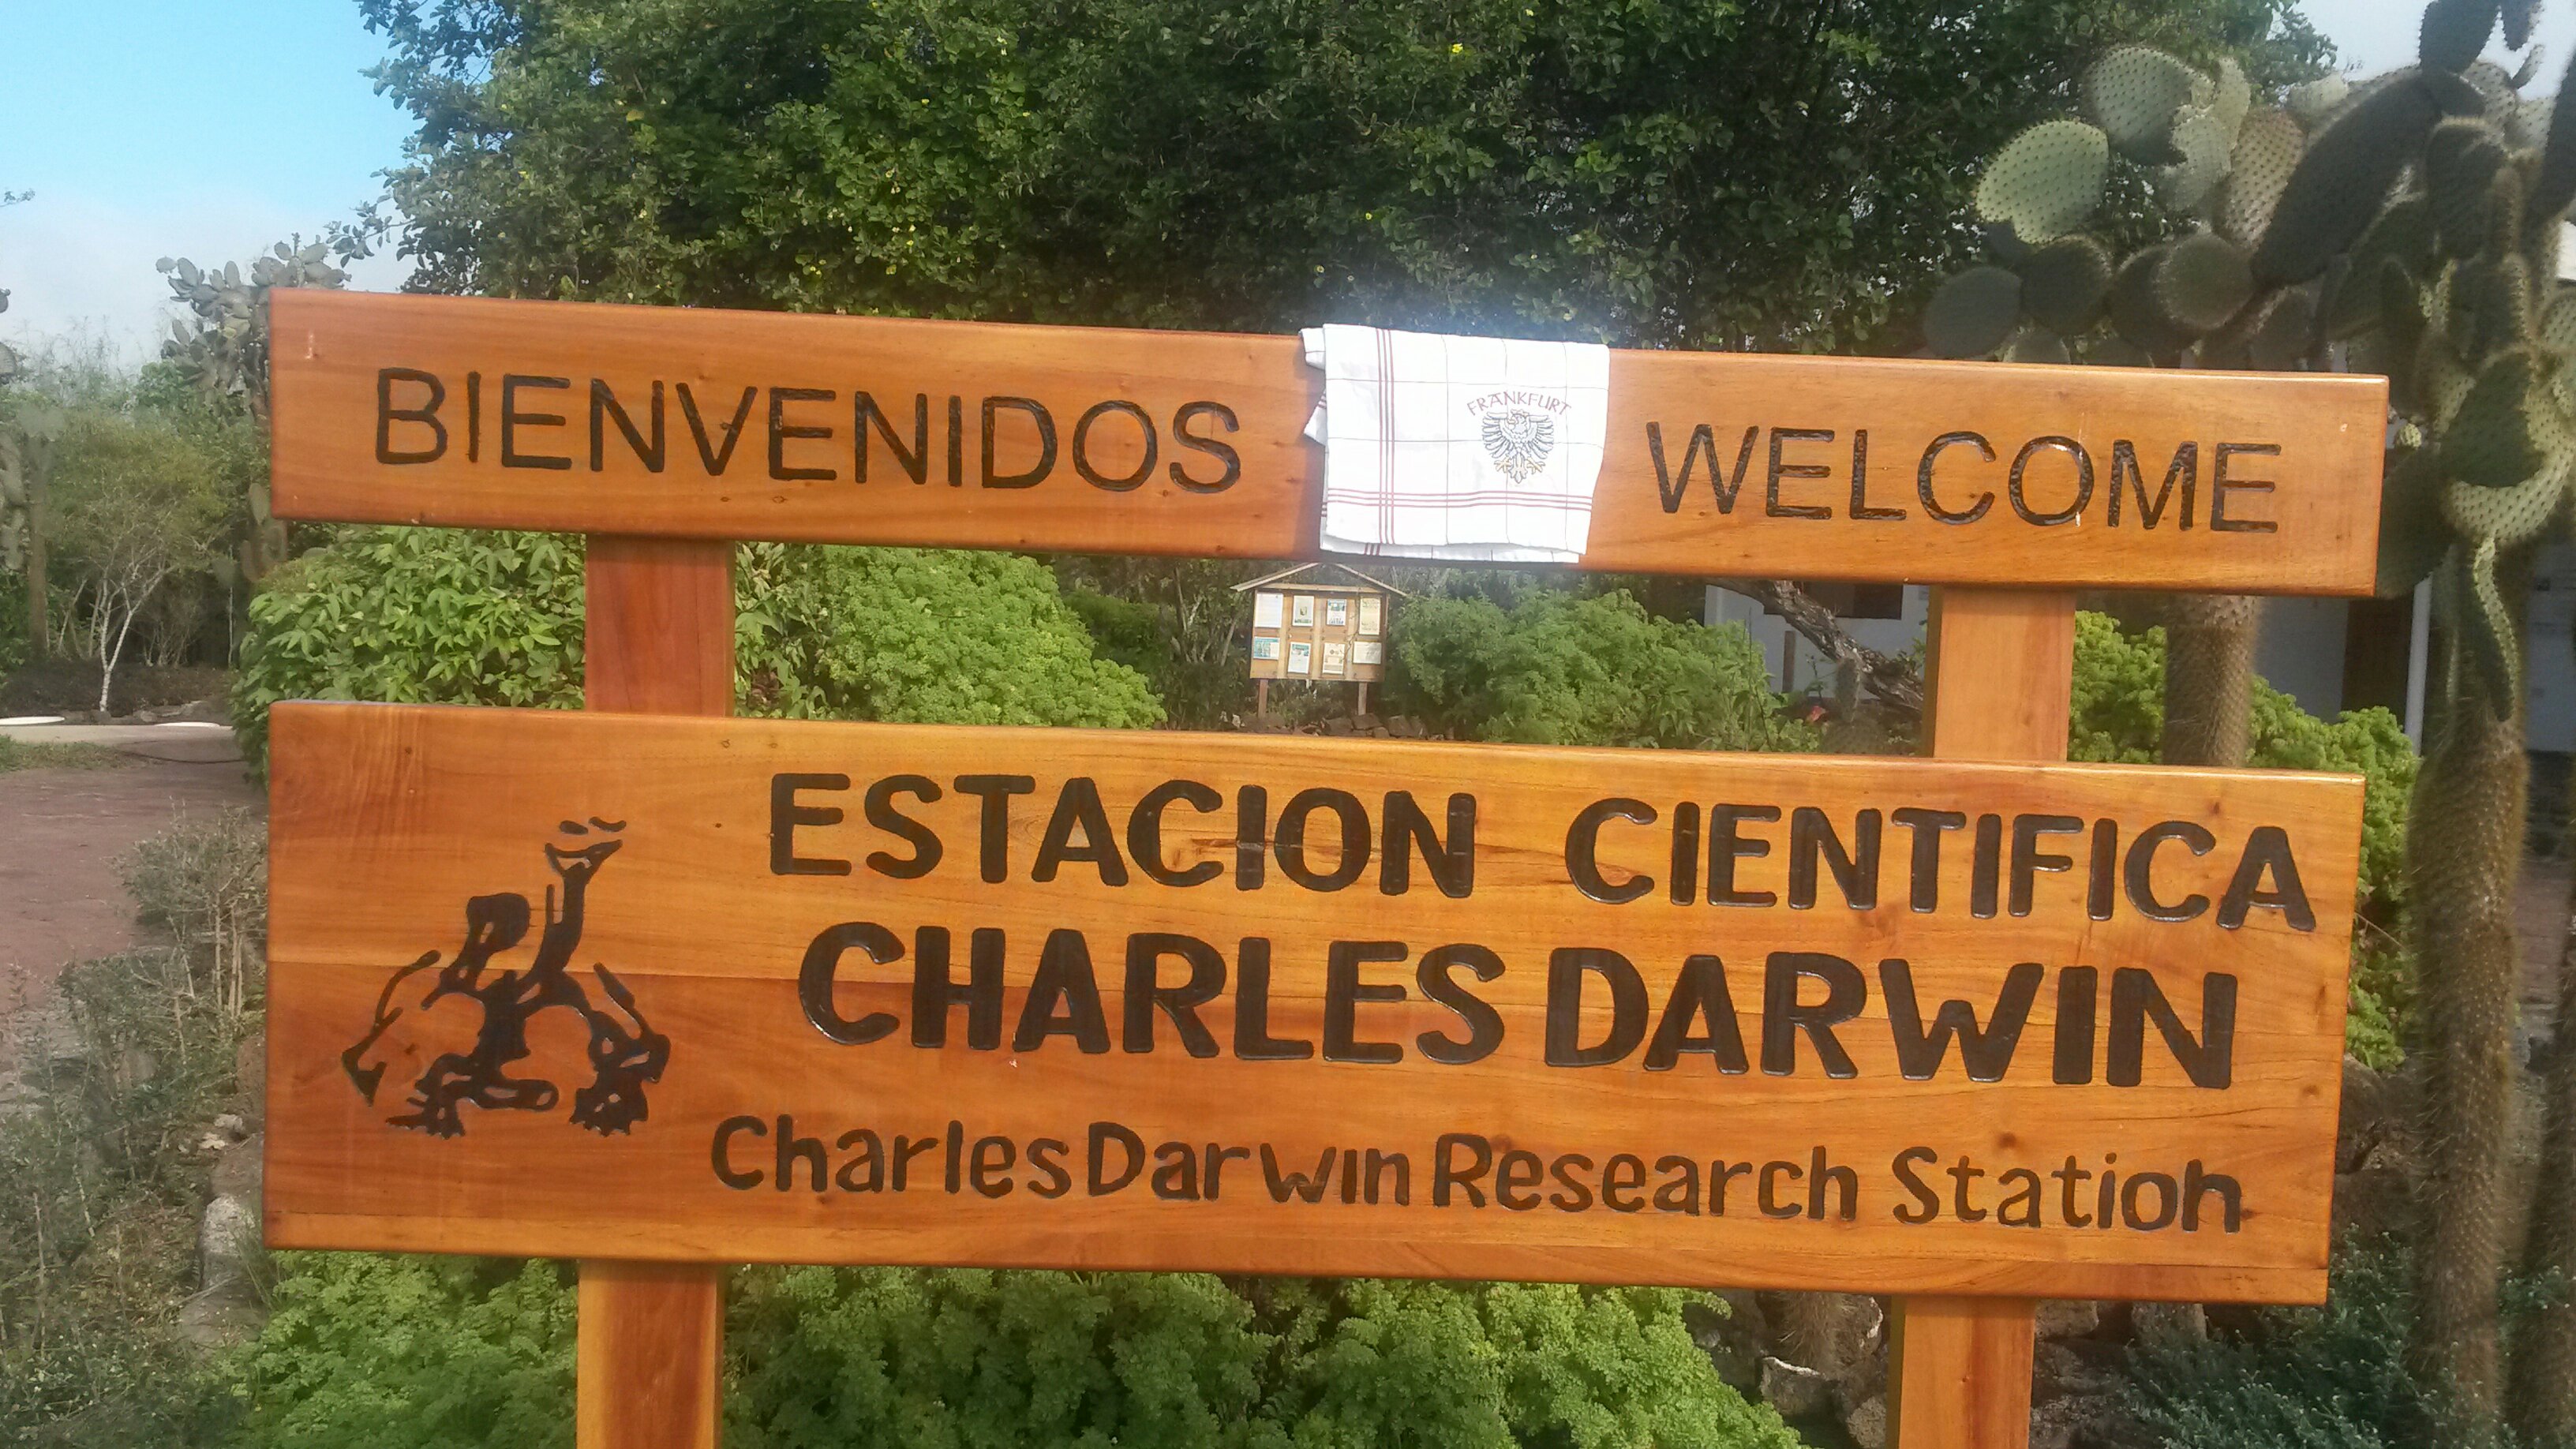 BIENVENIDOS
FRANKFURT
WELCOME
ESTACION CIENTIFICA
CHARLES DARWIN
Charles Darwin Research Station